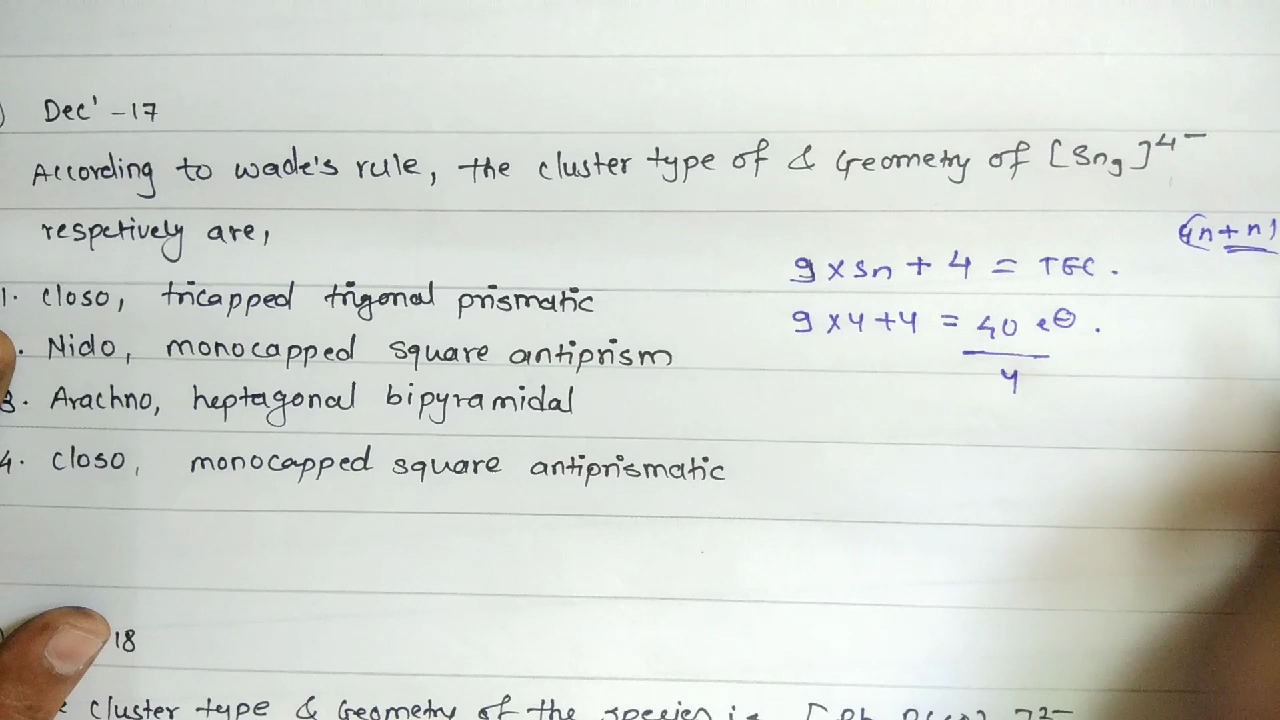 Dec' - 17
According to wade's rule, the cluster type of & Geometry of [Sn9]4-
respctively are,
(4n+n)
9 x Sn + 4 = TEC.
1. Closo, tricapped trigonal prismatic
9 x 4 + 4 = 40 e⊖.
4
. Nido, monocapped square antiprism
3. Arachno, heptagonal bipyramidal
4. Closo, monocapped square antiprismatic
18
cluster type & Geometry of the species is